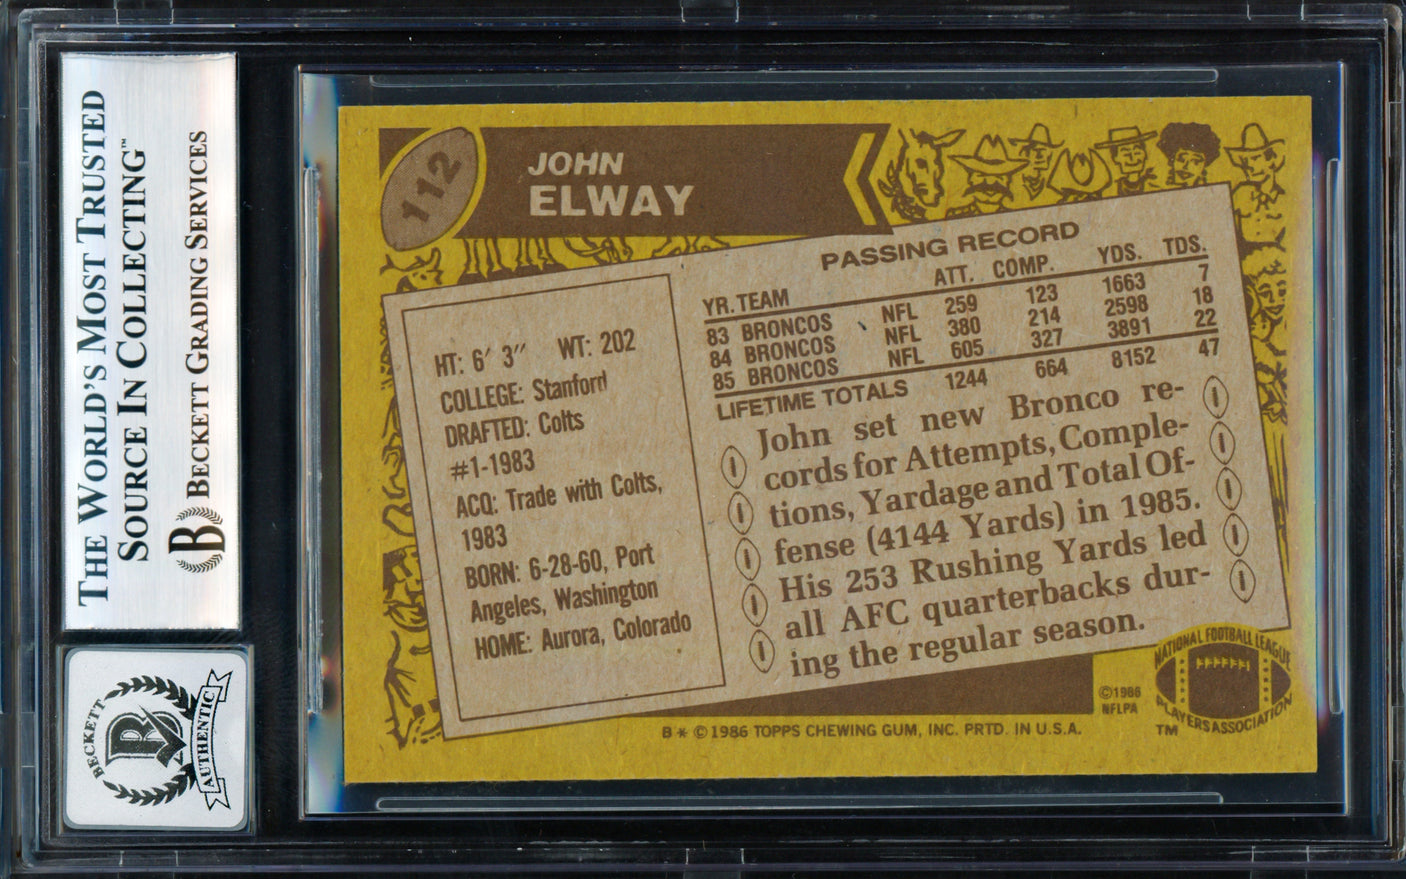 THE WORLD'S MOST TRUSTED
SOURCE IN COLLECTING™
BECKETT GRADING SERVICES
B
BECKETT
B
AUTHENTIC
112
JOHN
ELWAY
HT: 6′ 3″ WT: 202
COLLEGE: Stanford
DRAFTED: Colts
#1-1983
ACQ: Trade with Colts,
1983
BORN: 6-28-60, Port
Angeles, Washington
HOME: Aurora, Colorado
PASSING RECORD
YR. TEAM ATT. COMP. YDS. TDS.
83 BRONCOS NFL 259 123 1663 7
84 BRONCOS NFL 380 214 2598 18
85 BRONCOS NFL 605 327 3891 22
LIFETIME TOTALS 1244 664 8152 47
John set new Bronco re-
cords for Attempts, Comple-
tions, Yardage and Total Of-
fense (4144 Yards) in 1985.
His 253 Rushing Yards led
all AFC quarterbacks dur-
ing the regular season.
©1986
NFLPA
NATIONAL FOOTBALL LEAGUE
PLAYERS ASSOCIATION
TM
B * © 1986 TOPPS CHEWING GUM, INC. PRTD. IN U.S.A.